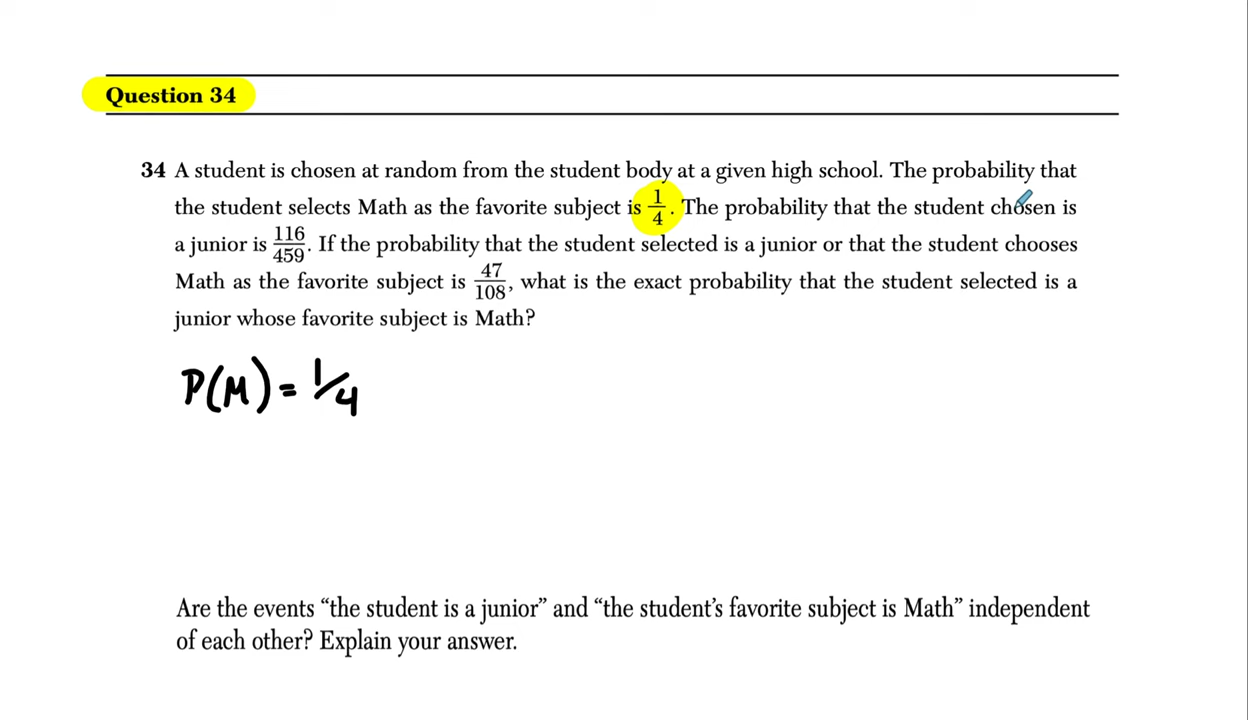 Question 34
34 A student is chosen at random from the student body at a given high school. The probability that
the student selects Math as the favorite subject is 1/4. The probability that the student chosen is
a junior is 116/459. If the probability that the student selected is a junior or that the student chooses
Math as the favorite subject is 47/108, what is the exact probability that the student selected is a
junior whose favorite subject is Math?
P(M) = 1/4
Are the events “the student is a junior” and “the student’s favorite subject is Math” independent
of each other? Explain your answer.